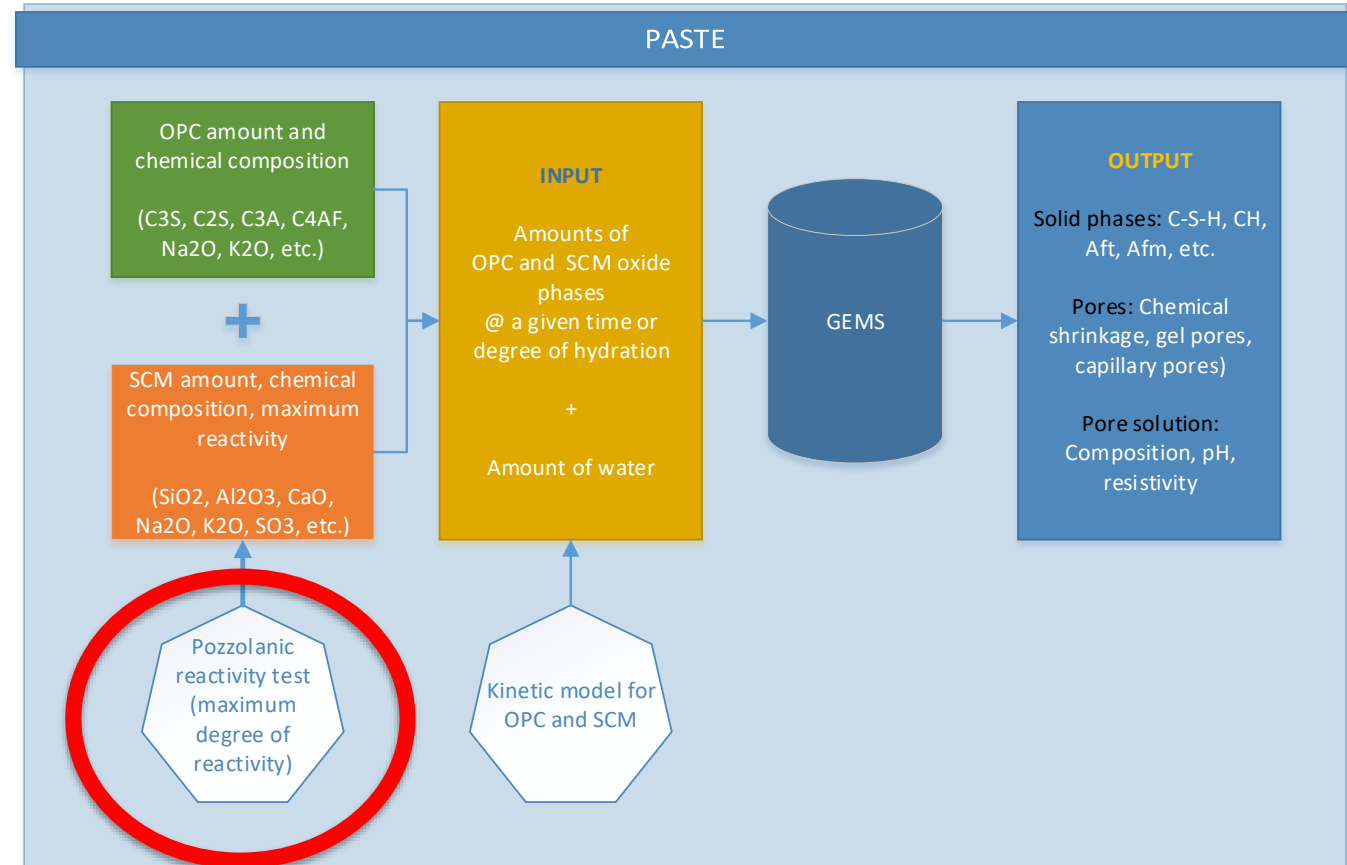 PASTE
OPC amount and
chemical composition
(C3S, C2S, C3A, C4AF,
Na2O, K2O, etc.)
+
SCM amount, chemical
composition, maximum
reactivity
(SiO2, Al2O3, CaO,
Na2O, K2O, SO3, etc.)
Pozzolanic
reactivity test
(maximum
degree of
reactivity)
INPUT
Amounts of
OPC and SCM oxide
phases
@ a given time or
degree of hydration
+
Amount of water
Kinetic model for
OPC and SCM
GEMS
OUTPUT
Solid phases: C-S-H, CH,
Aft, Afm, etc.
Pores: Chemical
shrinkage, gel pores,
capillary pores)
Pore solution:
Composition, pH,
resistivity